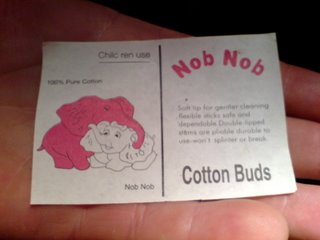 Chilc ren use
100% Pure Cotton
Nob Nob
Nob Nob
Soft tip for gentler cleaning
flexible sticks safe and
dependable. Double tipped
stems are pliable durable to
use won't splinter or break.
Cotton Buds